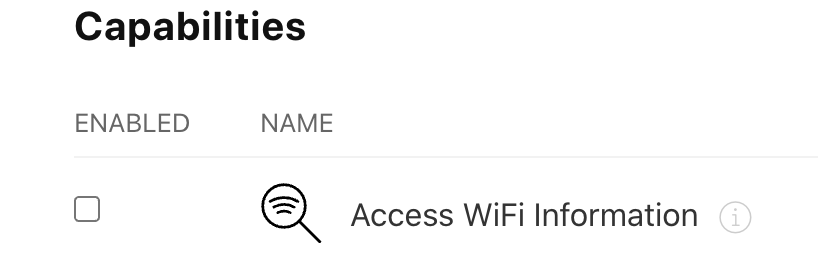 Capabilities
ENABLED NAME
Access WiFi Information